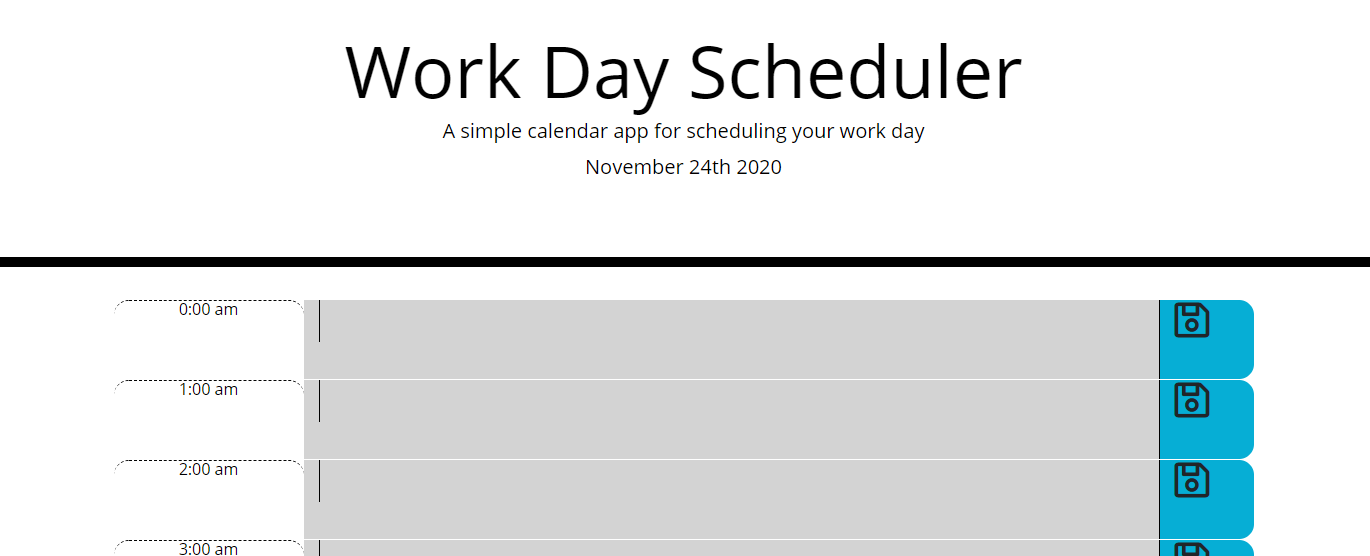 Work Day Scheduler
A simple calendar app for scheduling your work day
November 24th 2020
0:00 am
1:00 am
2:00 am
3:00 am